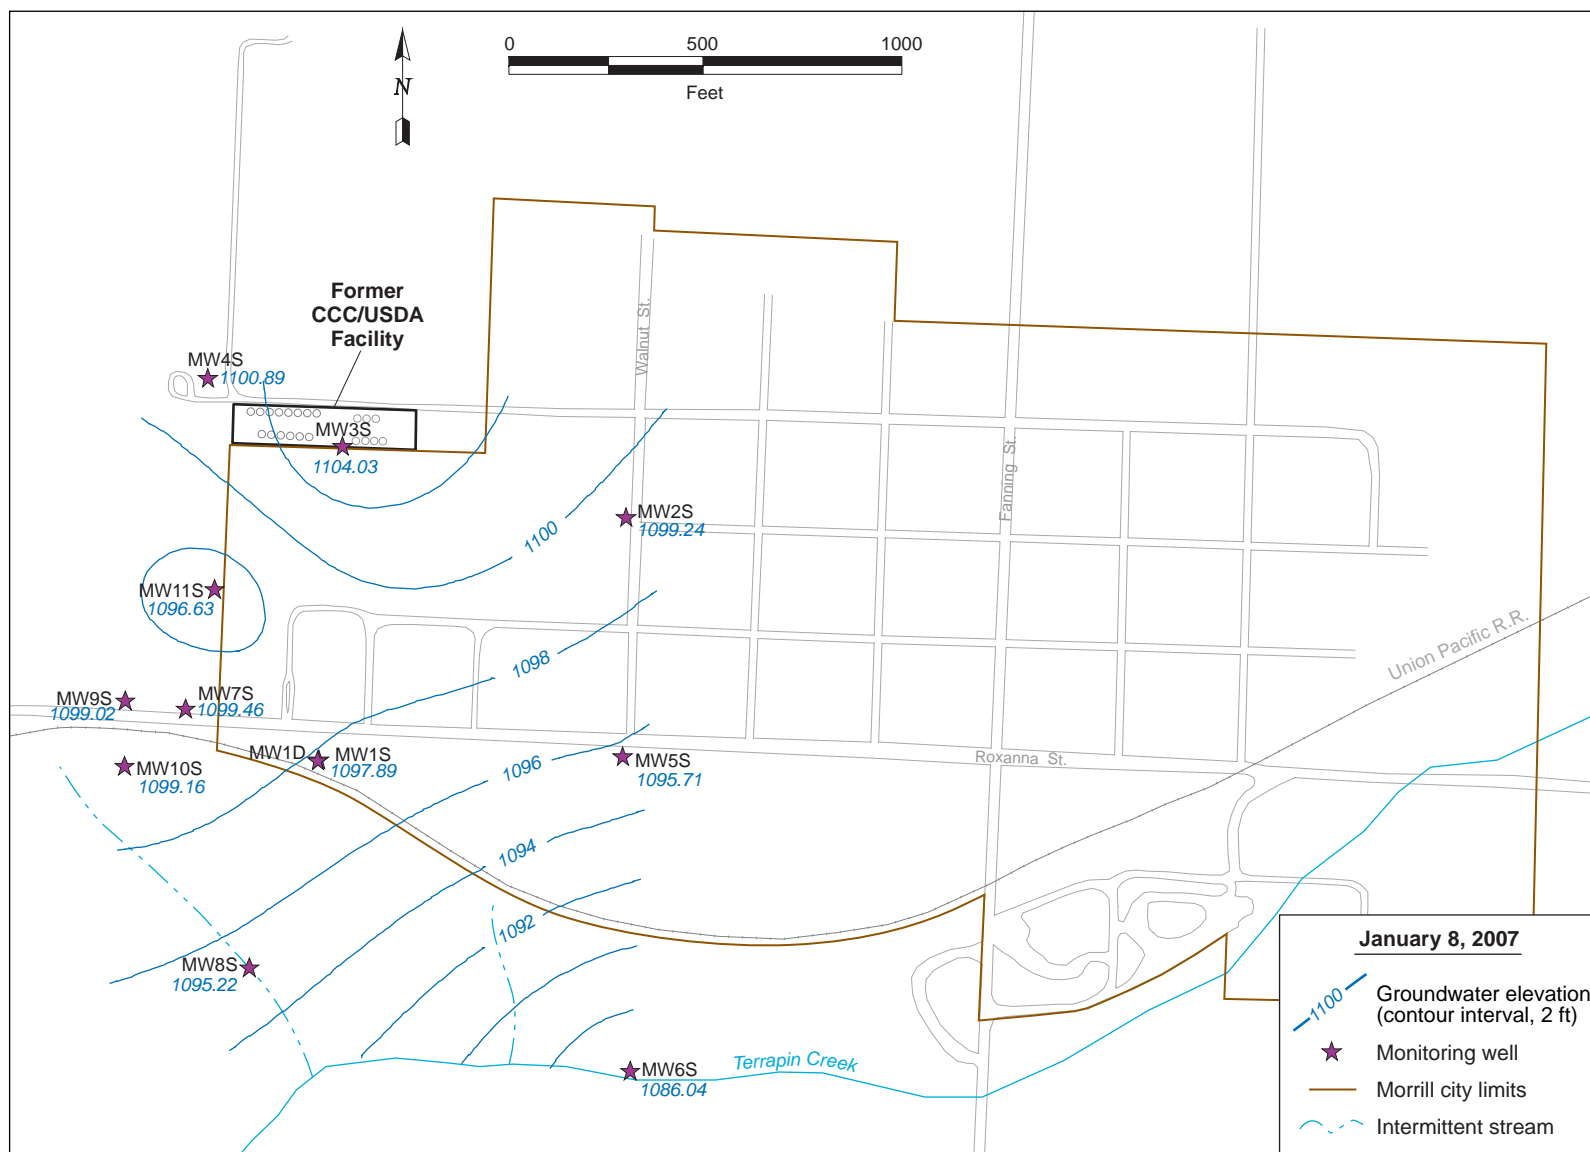 0 500 1000
Feet
N
Former
CCC/USDA
Facility
Walnut St.
MW4S
1100.89
MW3S
1104.03
Fanning St.
MW2S
1099.24
1100
MW11S
1096.63
Union Pacific R.R.
1098
MW9S
1099.02
MW7S
1099.46
MW1D
MW1S
1097.89
1096
MW5S
1095.71
Roxanna St.
MW10S
1099.16
1094
1092
MW8S
1095.22
Terrapin Creek
MW6S
1086.04
January 8, 2007
1100
Groundwater elevation
(contour interval, 2 ft)
Monitoring well
Morrill city limits
Intermittent stream